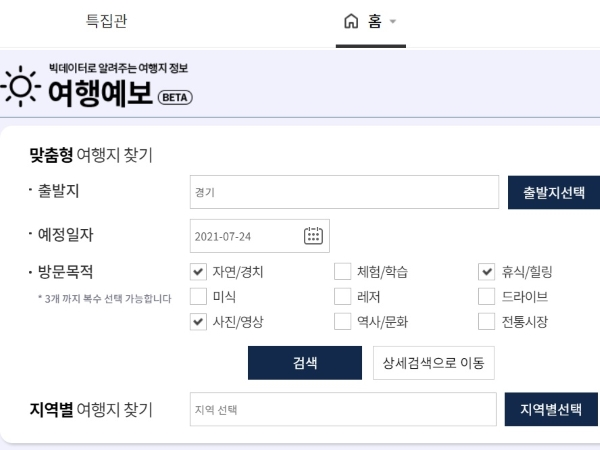 특집관 홈
빅데이터로 알려주는 여행지 정보
여행예보 BETA
맞춤형 여행지 찾기
· 출발지 경기 출발지선택
· 예정일자 2021-07-24
· 방문목적 자연/경치 체험/학습 휴식/힐링
* 3개 까지 복수 선택 가능합니다 미식 레저 드라이브
사진/영상 역사/문화 전통시장
검색 상세검색으로 이동
지역별 여행지 찾기 지역 선택 지역별선택